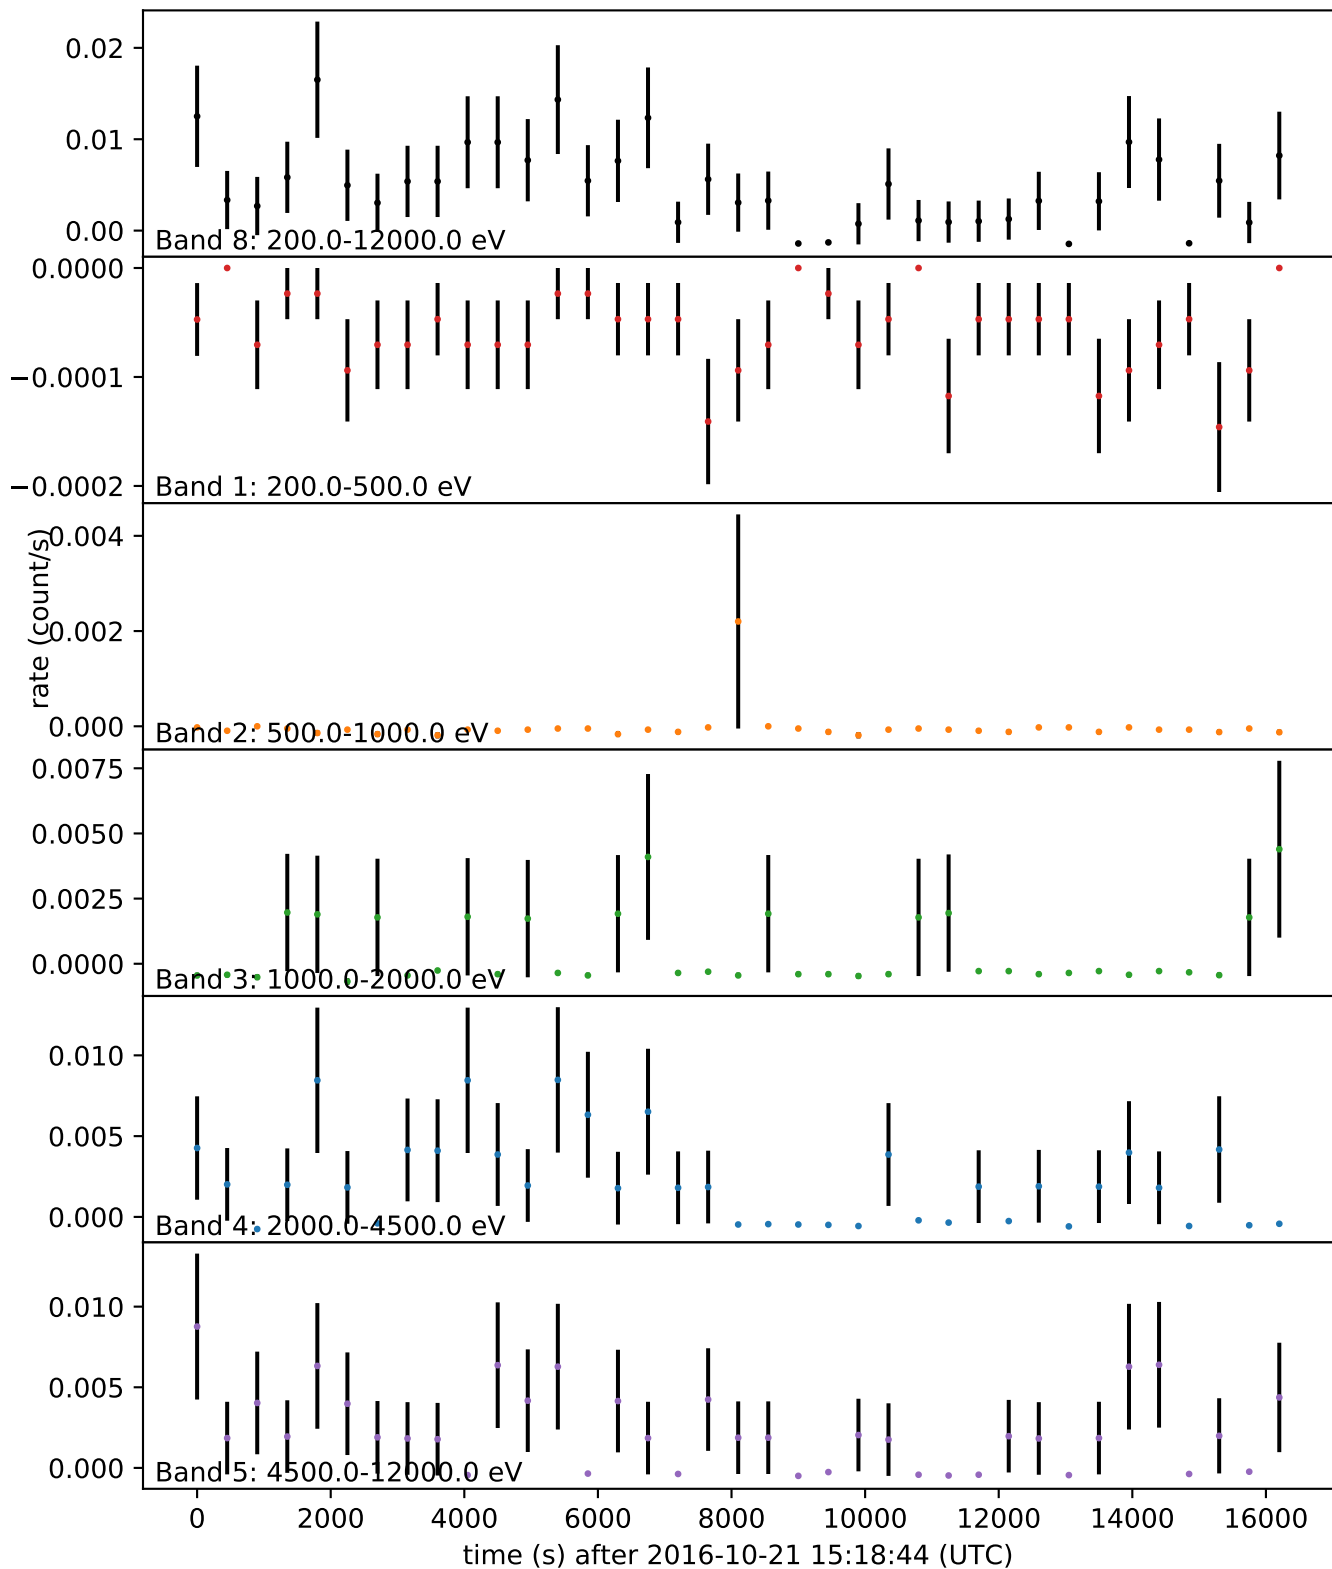 0.02
0.01
0.00
Band 8: 200.0-12000.0 eV
0.0000
−0.0001
−0.0002
Band 1: 200.0-500.0 eV
rate (count/s)
0.004
0.002
0.000
Band 2: 500.0-1000.0 eV
0.0075
0.0050
0.0025
0.0000
Band 3: 1000.0-2000.0 eV
0.010
0.005
0.000
Band 4: 2000.0-4500.0 eV
0.010
0.005
0.000
Band 5: 4500.0-12000.0 eV
0 2000 4000 6000 8000 10000 12000 14000 16000
time (s) after 2016-10-21 15:18:44 (UTC)